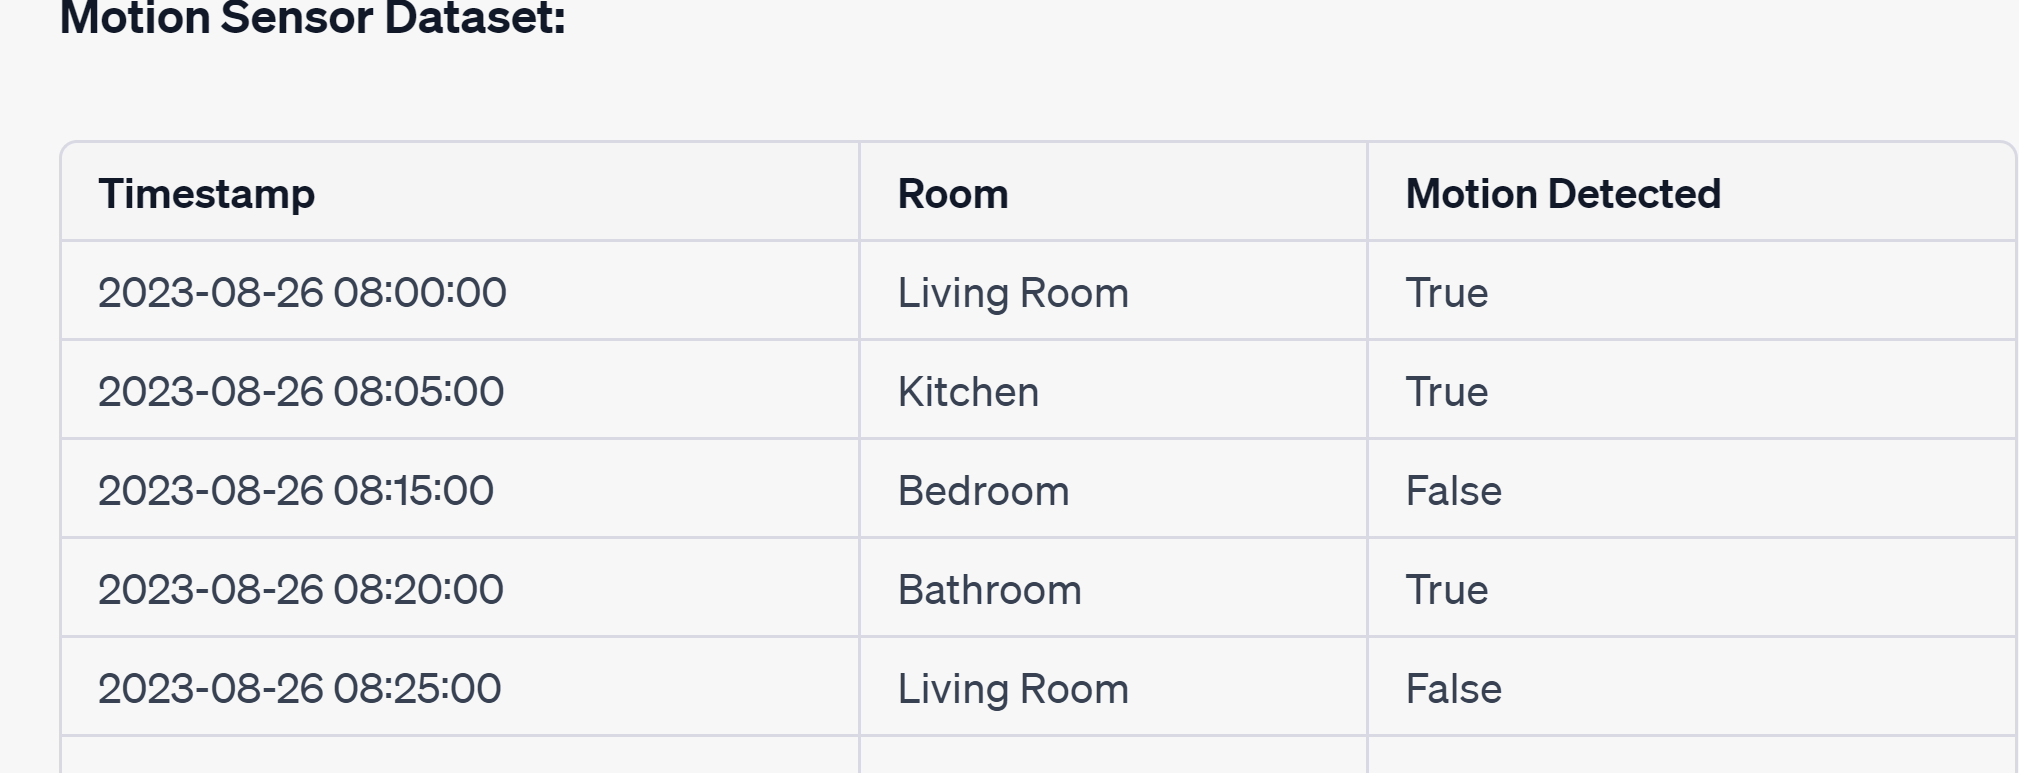 Motion Sensor Dataset:
Timestamp Room Motion Detected
2023-08-26 08:00:00 Living Room True
2023-08-26 08:05:00 Kitchen True
2023-08-26 08:15:00 Bedroom False
2023-08-26 08:20:00 Bathroom True
2023-08-26 08:25:00 Living Room False